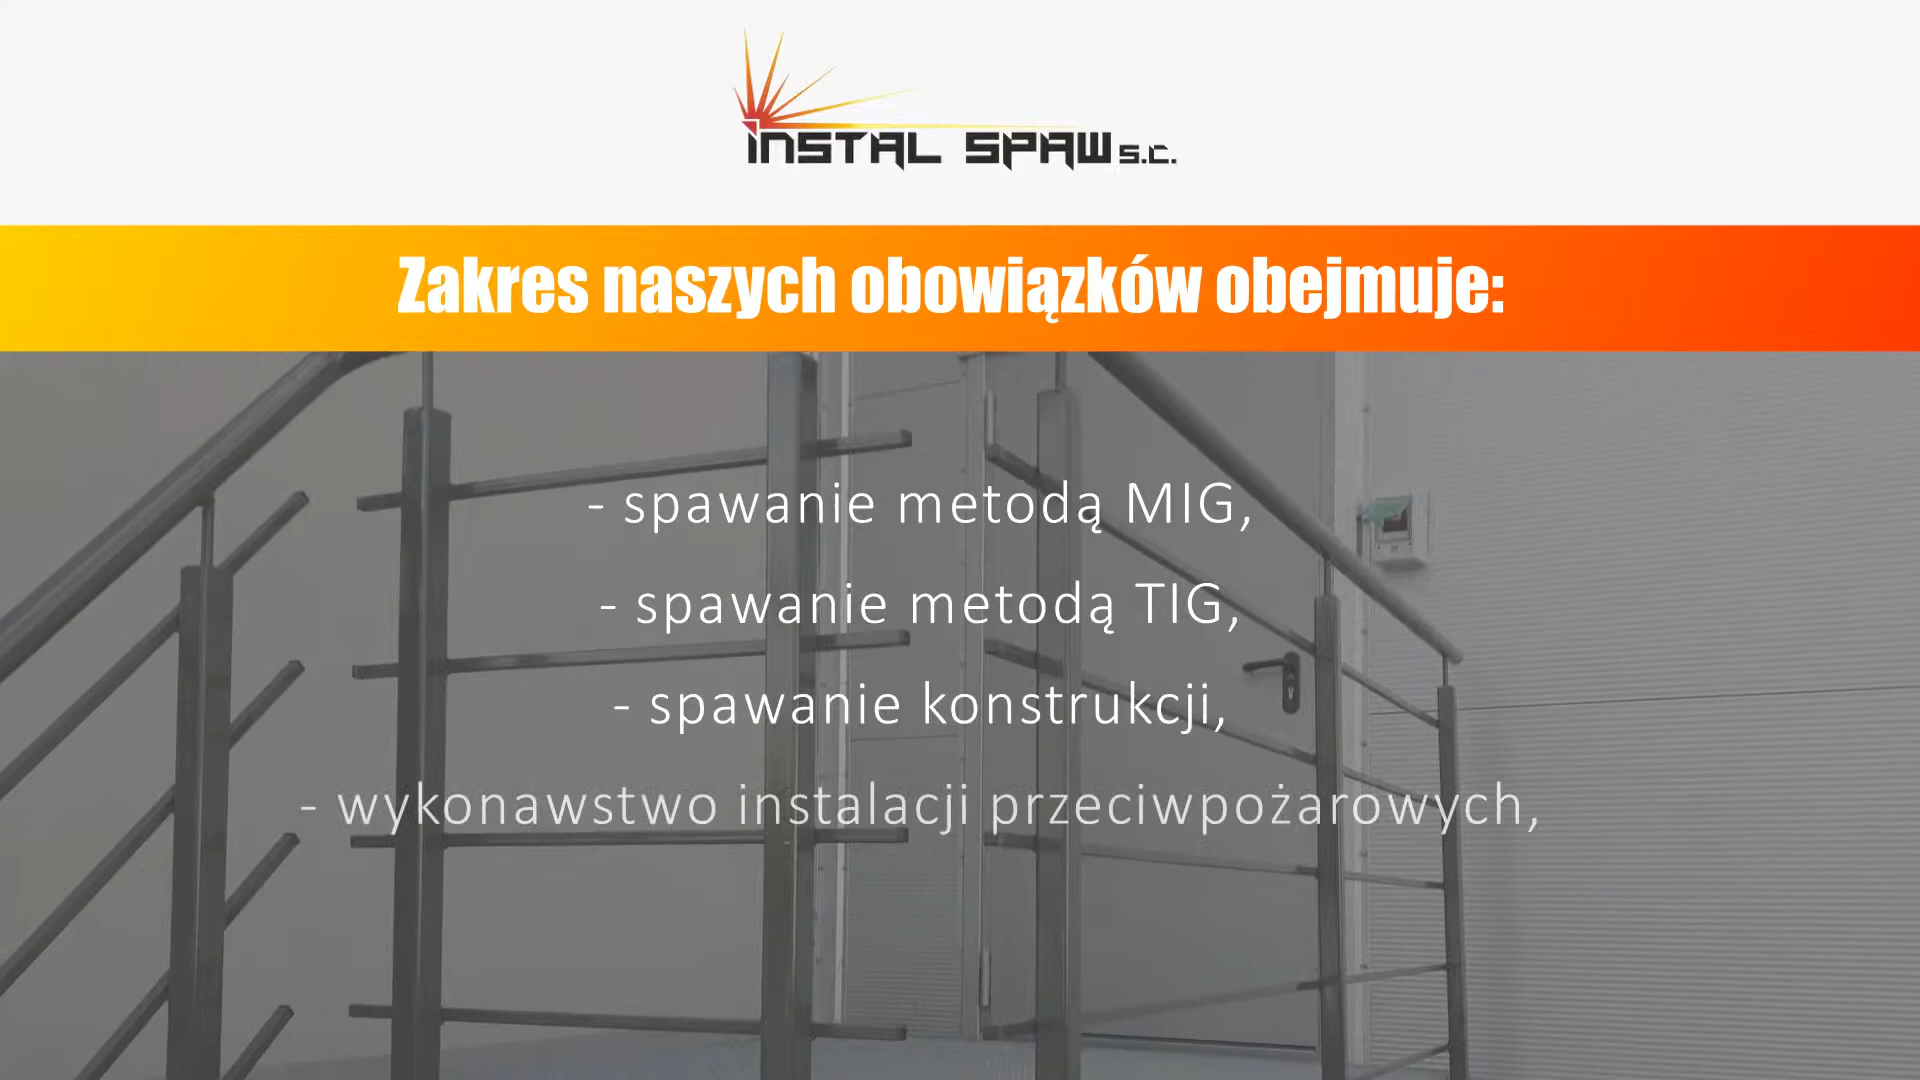 INSTAL SPAW s.c.
Zakres naszych obowiązków obejmuje:
- spawanie metodą MIG,
- spawanie metodą TIG,
- spawanie konstrukcji,
- wykonawstwo instalacji przeciwpożarowych,